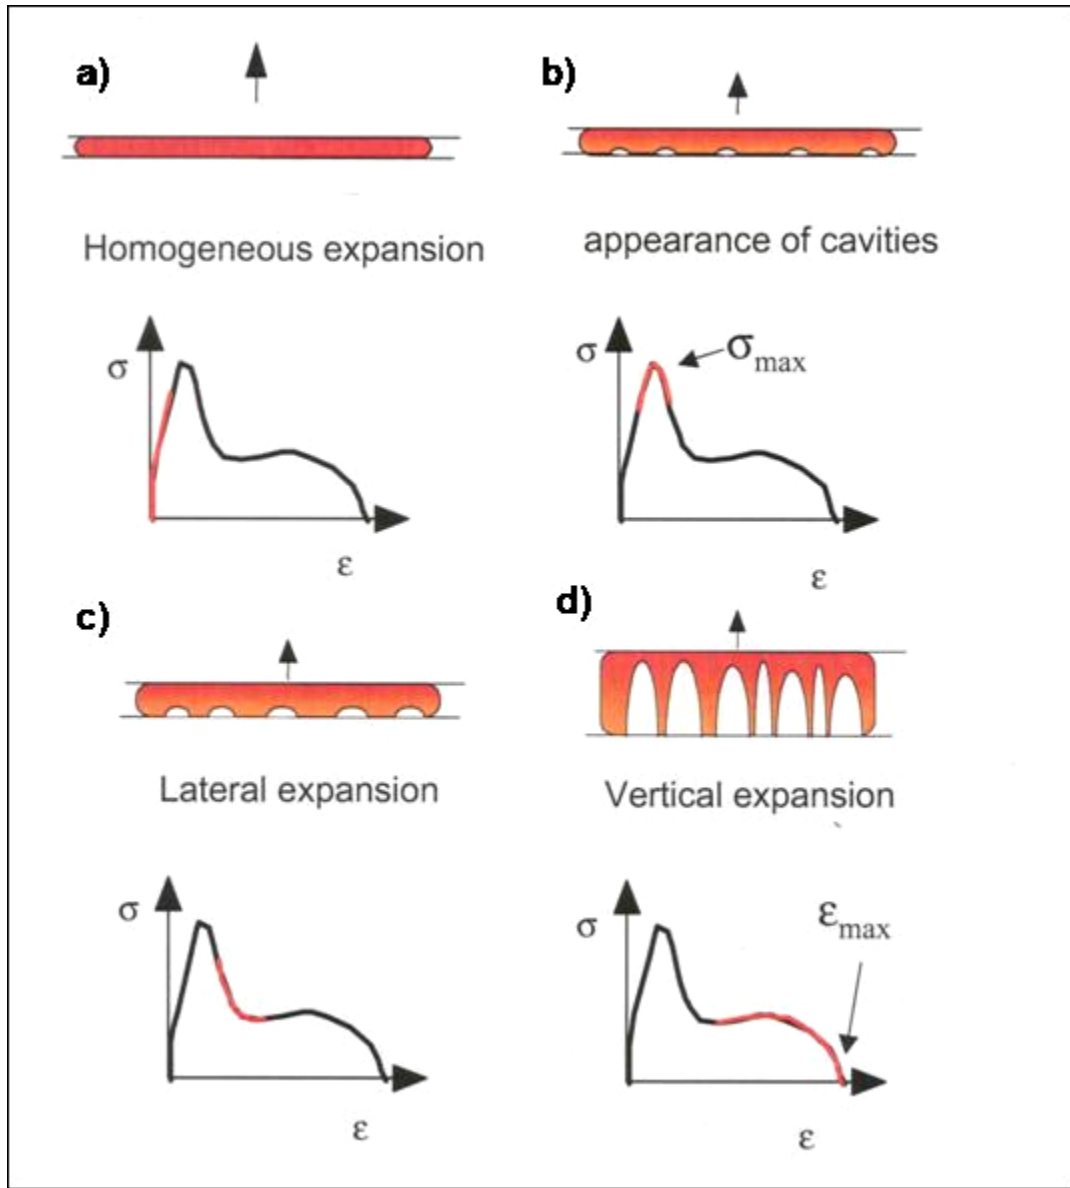 a)
b)
Homogeneous expansion
appearance of cavities
σ
ε
σ
σmax
ε
c)
d)
Lateral expansion
Vertical expansion
σ
ε
σ
εmax
ε